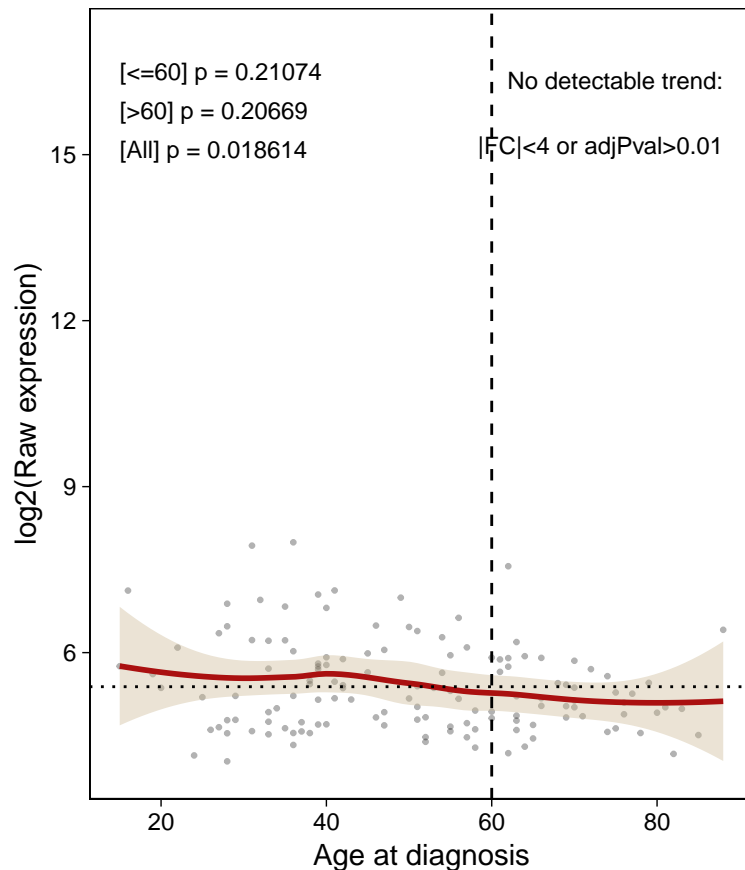 [<=60] p = 0.21074
[>60] p = 0.20669
[All] p = 0.018614
No detectable trend:
|FC|<4 or adjPval>0.01
log2(Raw expression)
15
12
9
6
20
40
60
80
Age at diagnosis